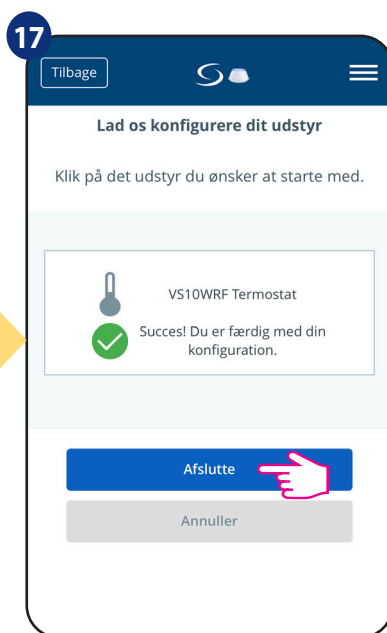 17
Tilbage
Lad os konfigurere dit udstyr
Klik på det udstyr du ønsker at starte med.
VS10WRF Termostat
Succes! Du er færdig med din
konfiguration.
Afslutte
Annuller